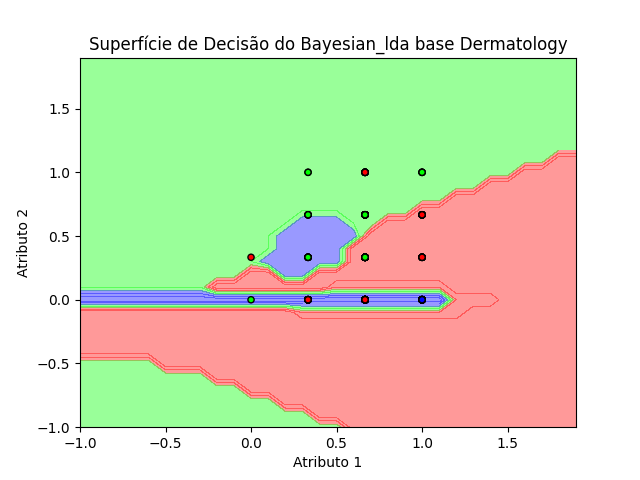 Superfície de Decisão do Bayesian_lda base Dermatology
Atributo 2
1.5
1.0
0.5
0.0
−0.5
−1.0
−1.0 −0.5 0.0 0.5 1.0 1.5
Atributo 1